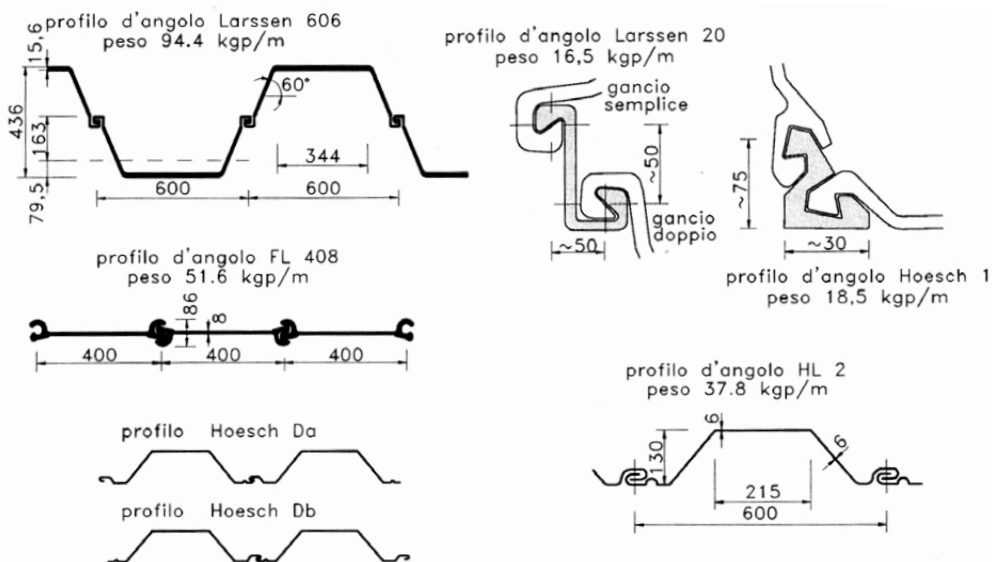 profilo d'angolo Larssen 606
peso 94.4 kgp/m
15,6
436
163
79,5
60°
344
600
600
profilo d'angolo Larssen 20
peso 16,5 kgp/m
gancio
semplice
~50
gancio
doppio
~50
~75
~30
profilo d'angolo Hoesch 1
peso 18,5 kgp/m
profilo d'angolo FL 408
peso 51.6 kgp/m
86
8
400
400
400
profilo d'angolo HL 2
peso 37.8 kgp/m
6
130
6
215
600
profilo Hoesch Da
profilo Hoesch Db